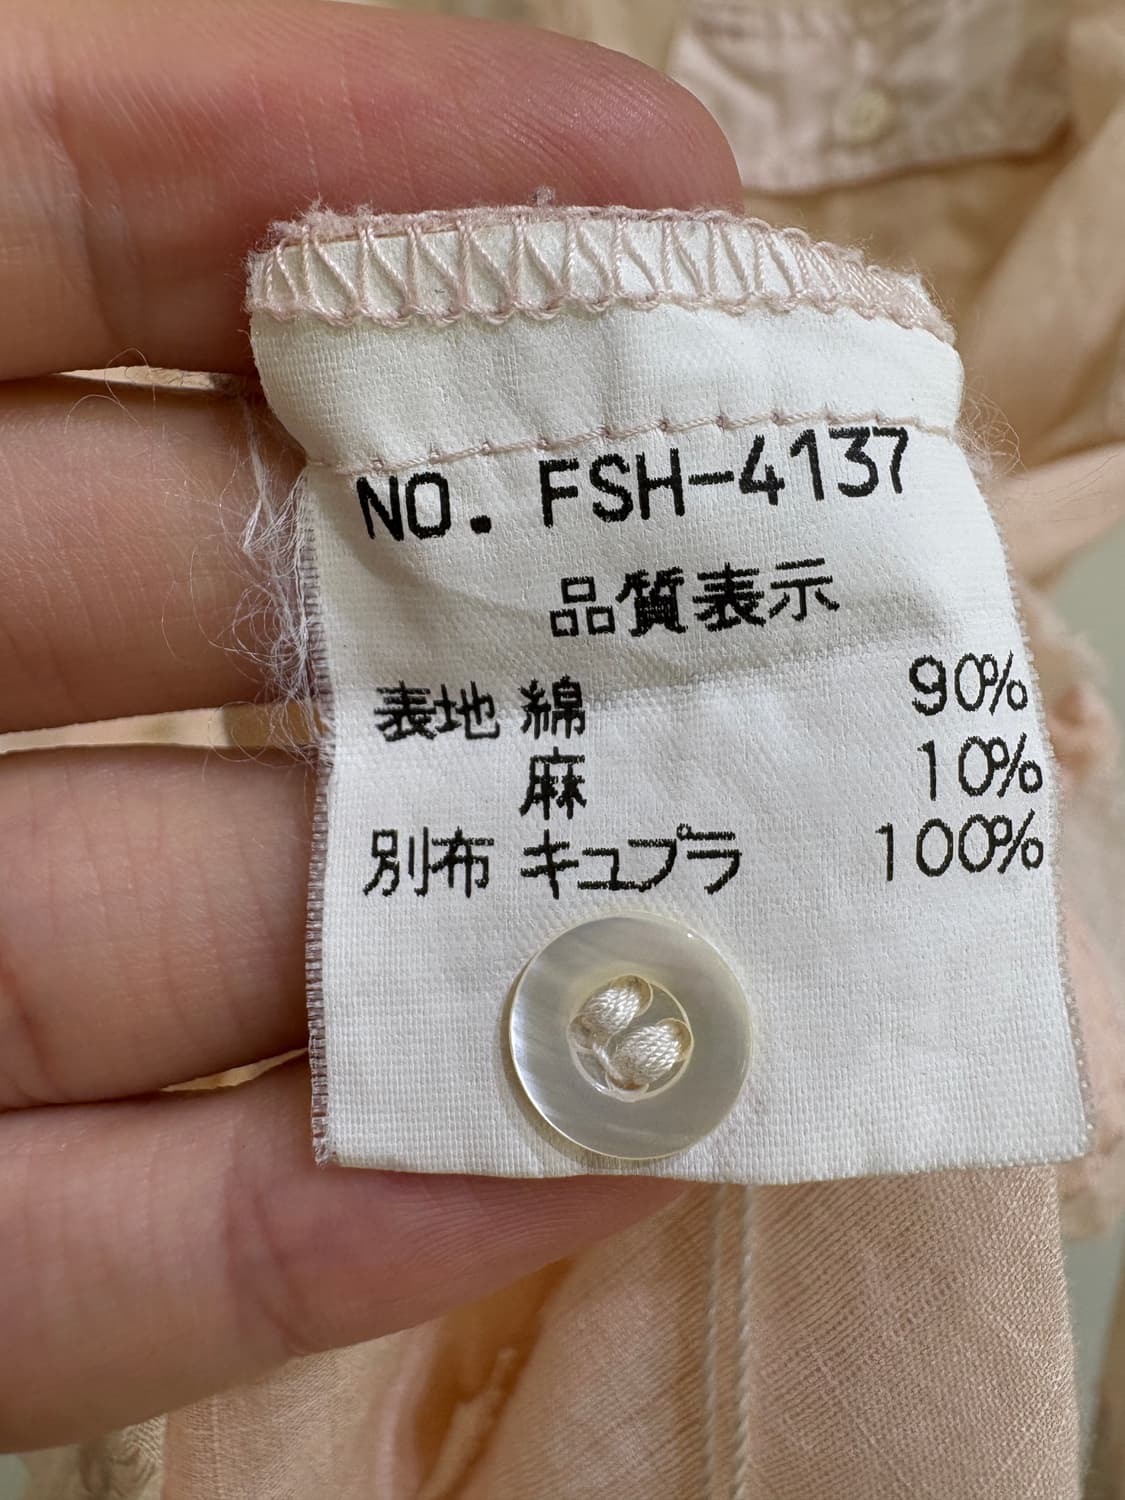 NO. FSH-4137
品質表示
表地 綿 90%
麻 10%
別布 キュプラ 100%